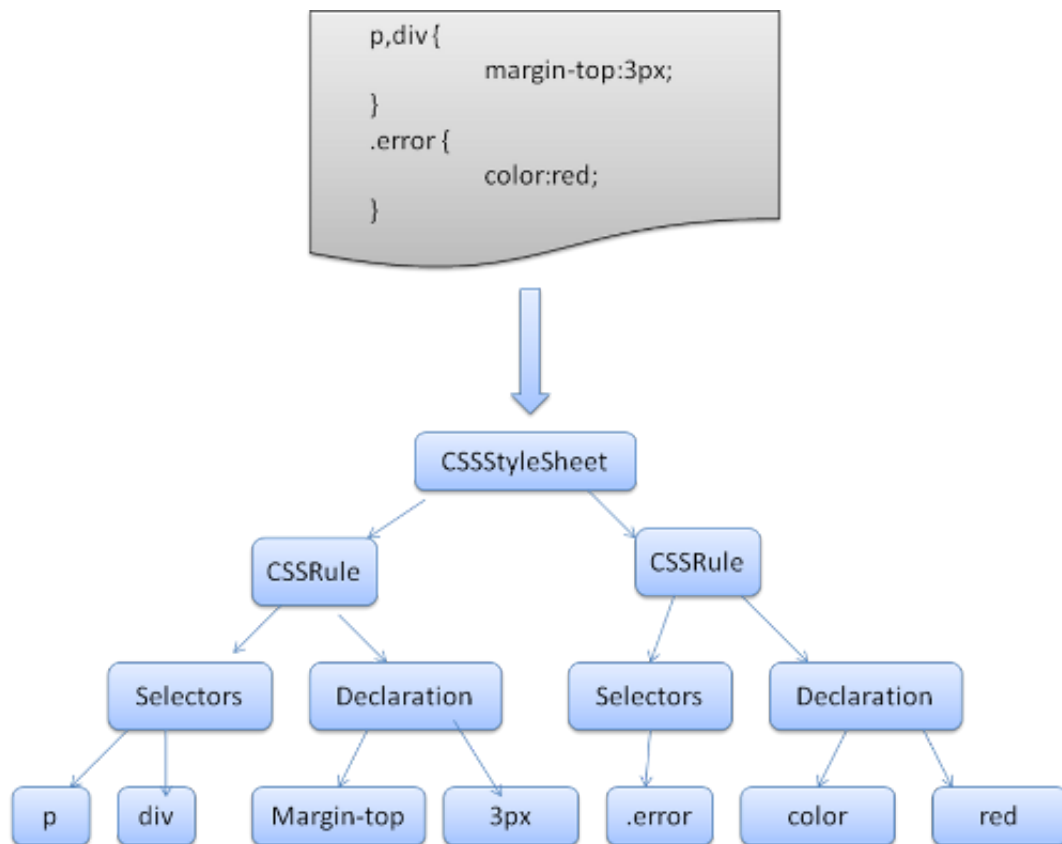 p,div {
margin-top:3px;
}
.error {
color:red;
}
CSSStyleSheet
CSSRule
CSSRule
Selectors
Declaration
Selectors
Declaration
p
div
Margin-top
3px
.error
color
red